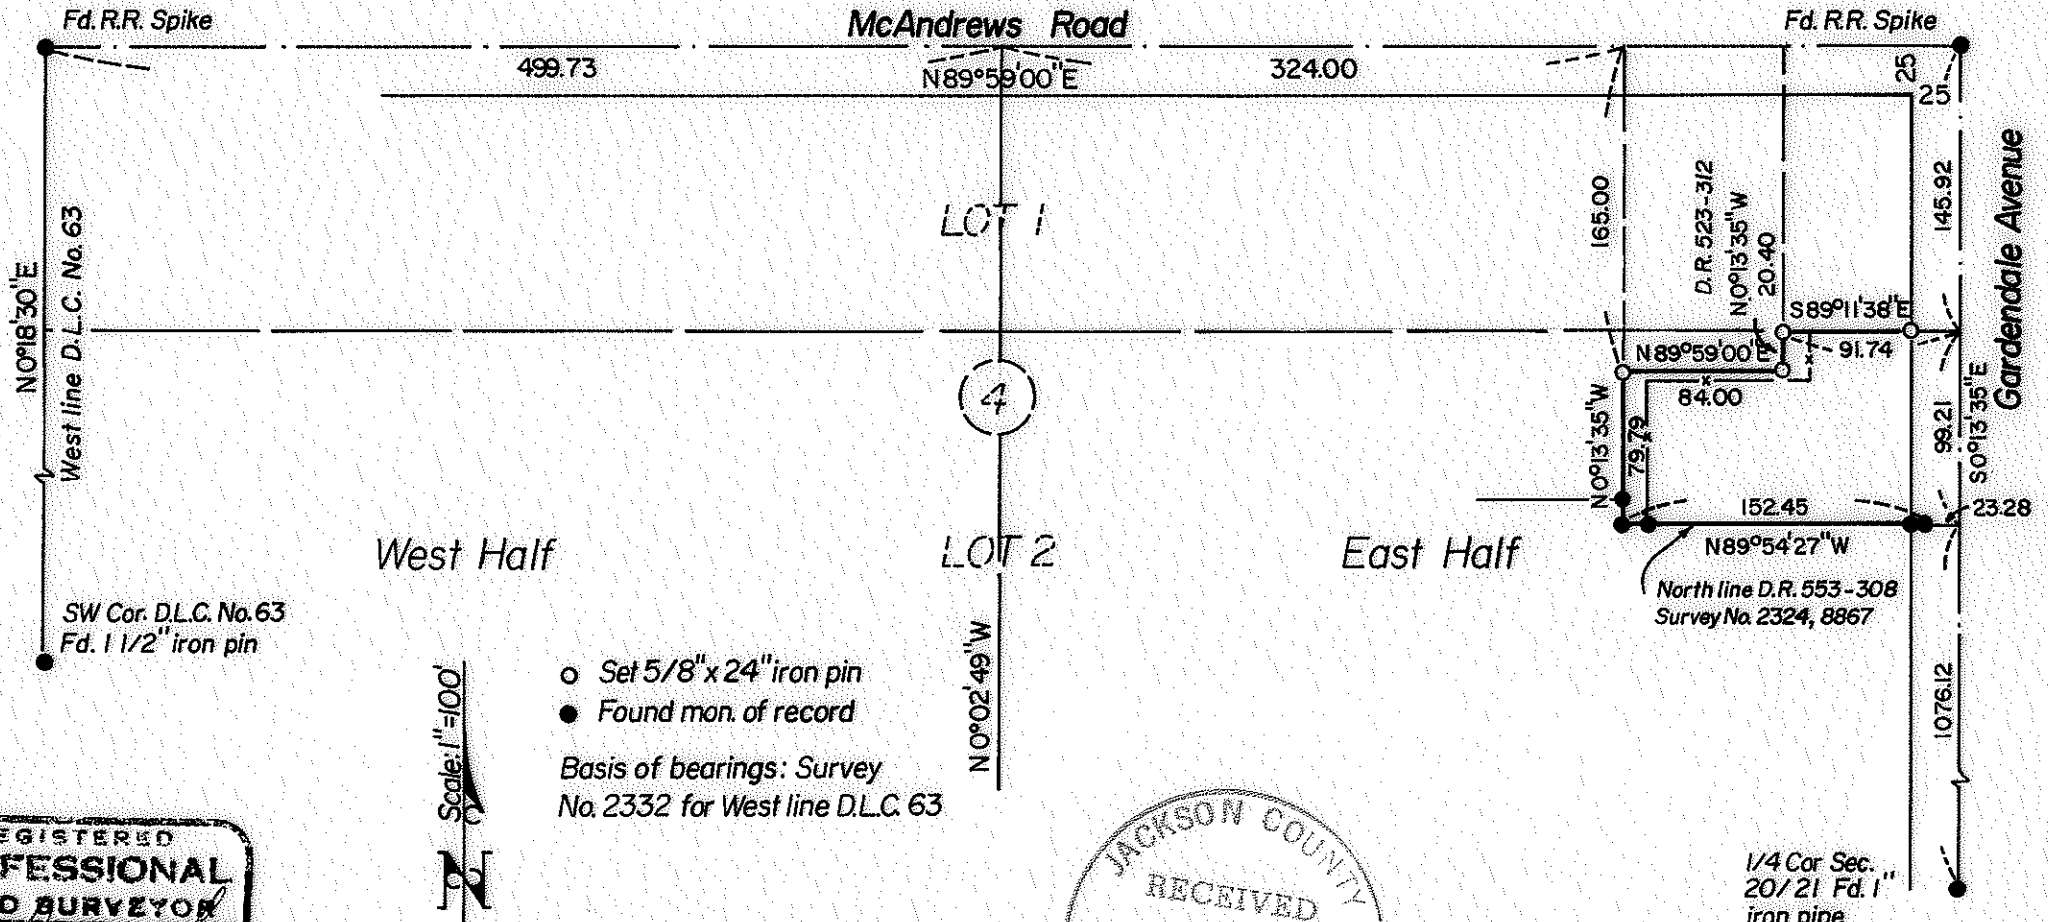 Fd. R.R. Spike
McAndrews Road
Fd. R.R. Spike
499.73
N89°59'00"E
324.00
25
25
N0°18'30"E
West line D.L.C. No. 63
LOT 1
165.00
D.R. 523-312
N0°13'35"W
20.40
145.92
Gardendale Avenue
S89°11'38"E
91.74
N89°59'00"E
84.00
4
N0°13'35"W
79.79
99.21
S0°13'35"E
152.45
23.28
N89°54'27"W
West Half
LOT 2
East Half
North line D.R. 553-308
Survey No. 2324, 8867
SW Cor. D.L.C. No. 63
Fd. 1 1/2" iron pin
N0°02'49"W
Scale: 1"=100'
Set 5/8" x 24" iron pin
Found mon. of record
Basis of bearings: Survey
No. 2332 for West line D.L.C. 63
1076.12
N
EGISTERED
FESSIONAL
D SURVEYOR
JACKSON COUNTY
RECEIVED
1/4 Cor Sec.
20/21 Fd. 1"
iron pipe